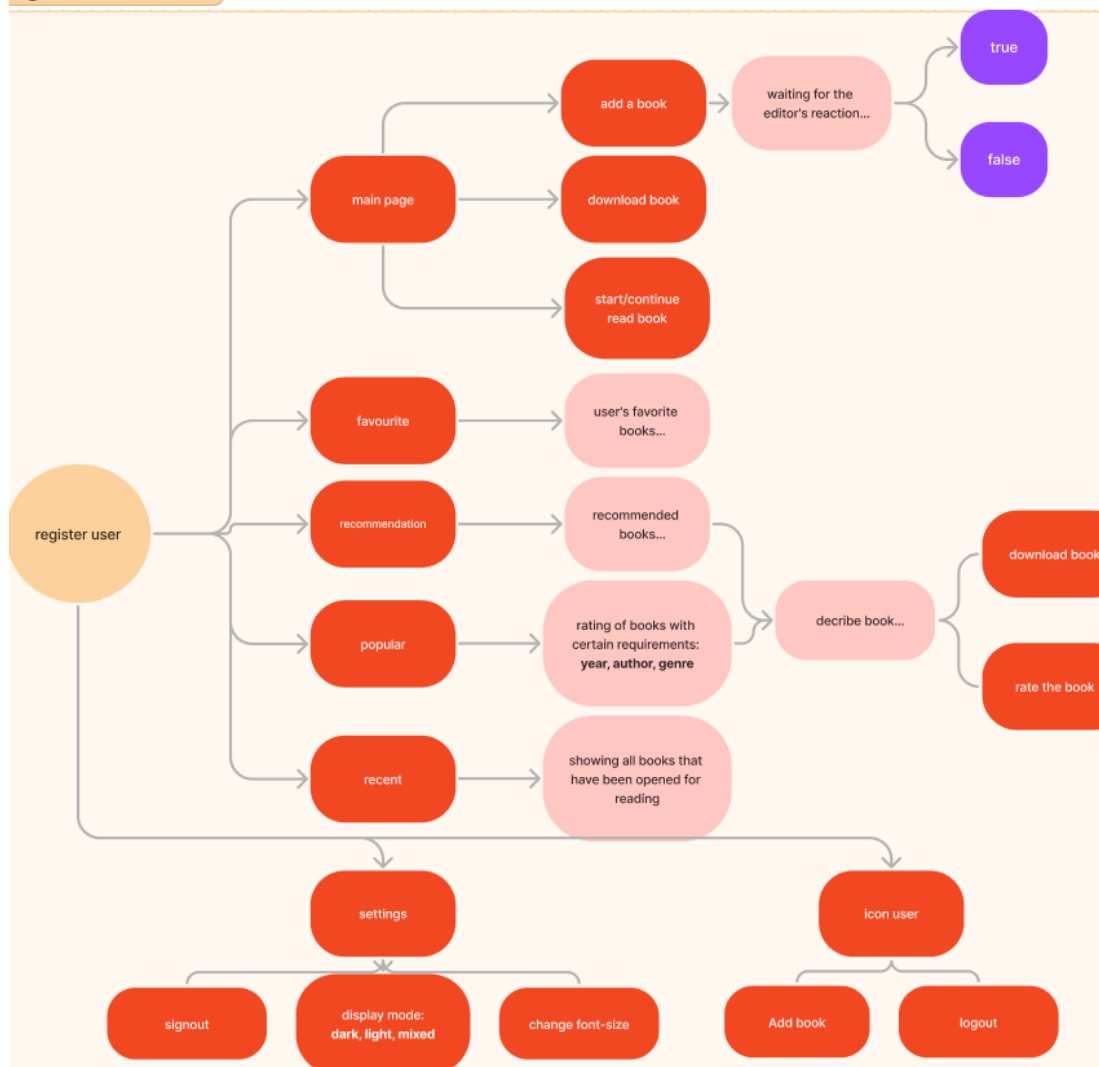 true
add a book
waiting for the
editor's reaction...
false
main page
download book
start/continue
read book
favourite
user's favorite
books...
register user
recommendation
recommended
books...
download book
popular
rating of books with
certain requirements:
year, author, genre
decribe book...
rate the book
recent
showing all books that
have been opened for
reading
settings
icon user
signout
display mode:
dark, light, mixed
change font-size
Add book
logout